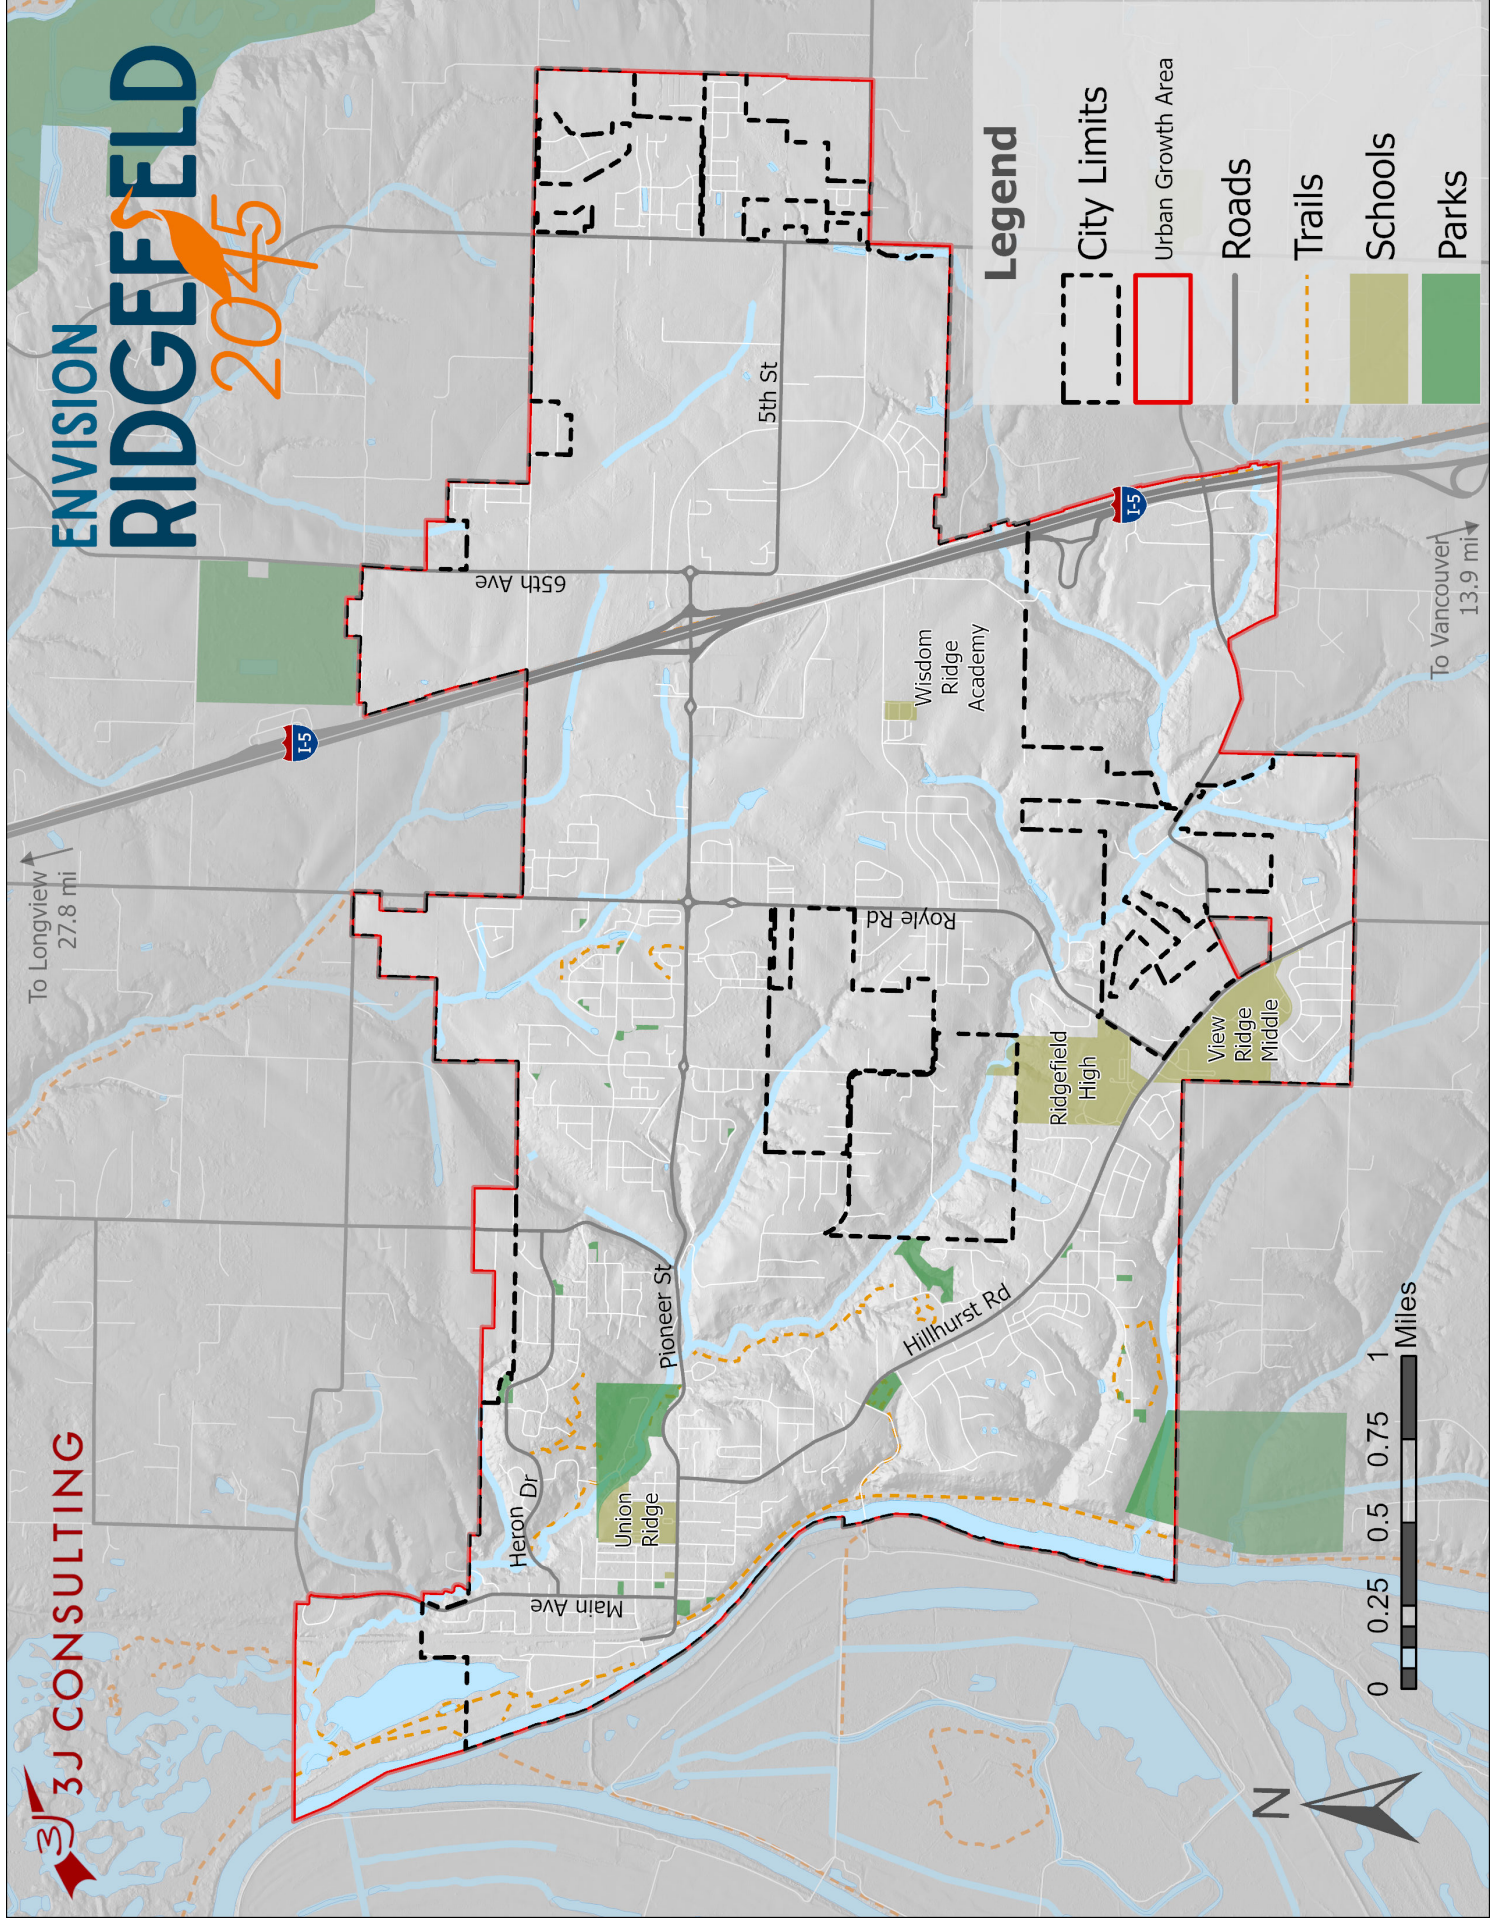 3J
3J CONSULTING
ENVISION
RIDGEFIELD
2045
To Longview
27.8 mi
I-5
65th Ave
5th St
I-5
Wisdom
Ridge
Academy
Royle Rd
Pioneer St
Heron Dr
Main Ave
Union
Ridge
Hillhurst Rd
Ridgefield
High
View
Ridge
Middle
To Vancouver
13.9 mi
N
0 0.25 0.5 0.75 1
Miles
Legend
City Limits
Urban Growth Area
Roads
Trails
Schools
Parks